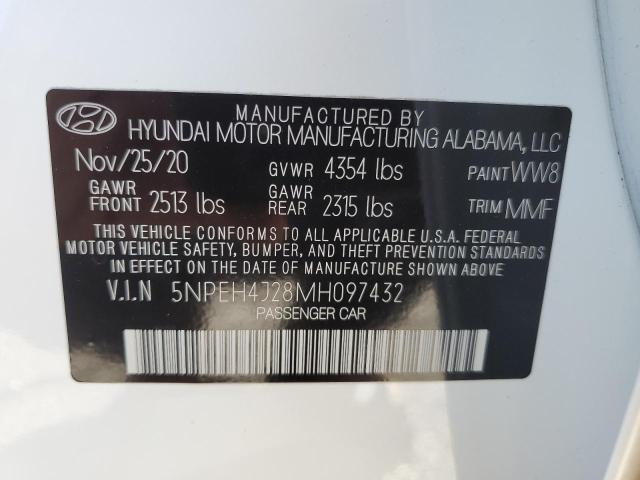 MANUFACTURED BY
HYUNDAI MOTOR MANUFACTURING ALABAMA, LLC
Nov/25/20 GVWR 4354 lbs PAINT WW8
GAWR FRONT 2513 lbs GAWR REAR 2315 lbs TRIM MMF
THIS VEHICLE CONFORMS TO ALL APPLICABLE U.S.A. FEDERAL
MOTOR VEHICLE SAFETY, BUMPER, AND THEFT PREVENTION STANDARDS
IN EFFECT ON THE DATE OF MANUFACTURE SHOWN ABOVE
V.I.N 5NPEH4J28MH097432
PASSENGER CAR